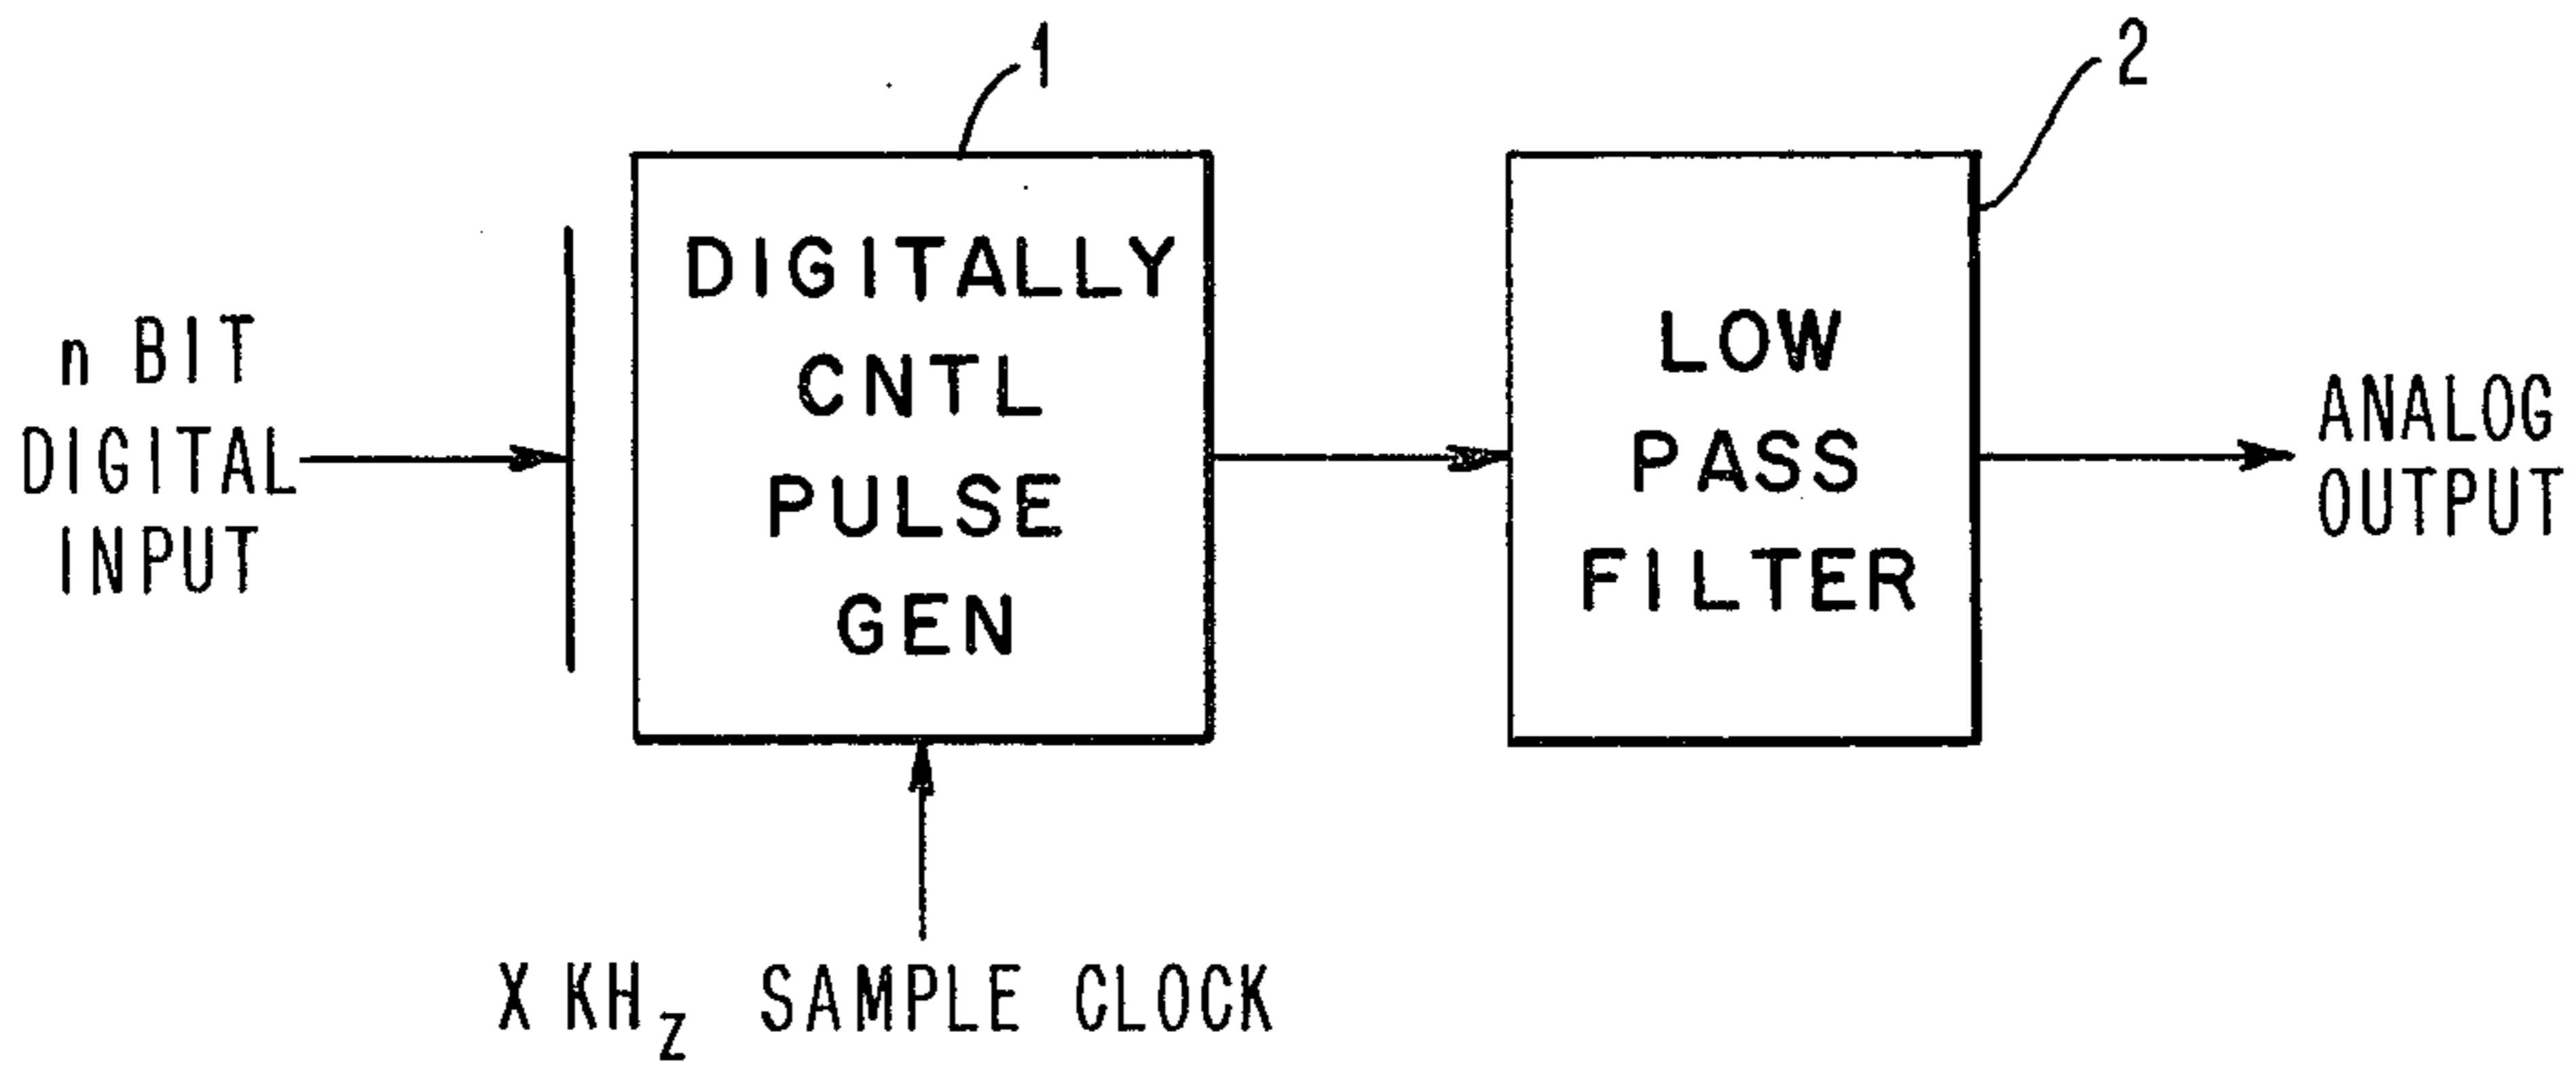 1
2
n BIT
DIGITAL
INPUT
DIGITALLY
CNTL
PULSE
GEN
LOW
PASS
FILTER
ANALOG
OUTPUT
X KHz SAMPLE CLOCK